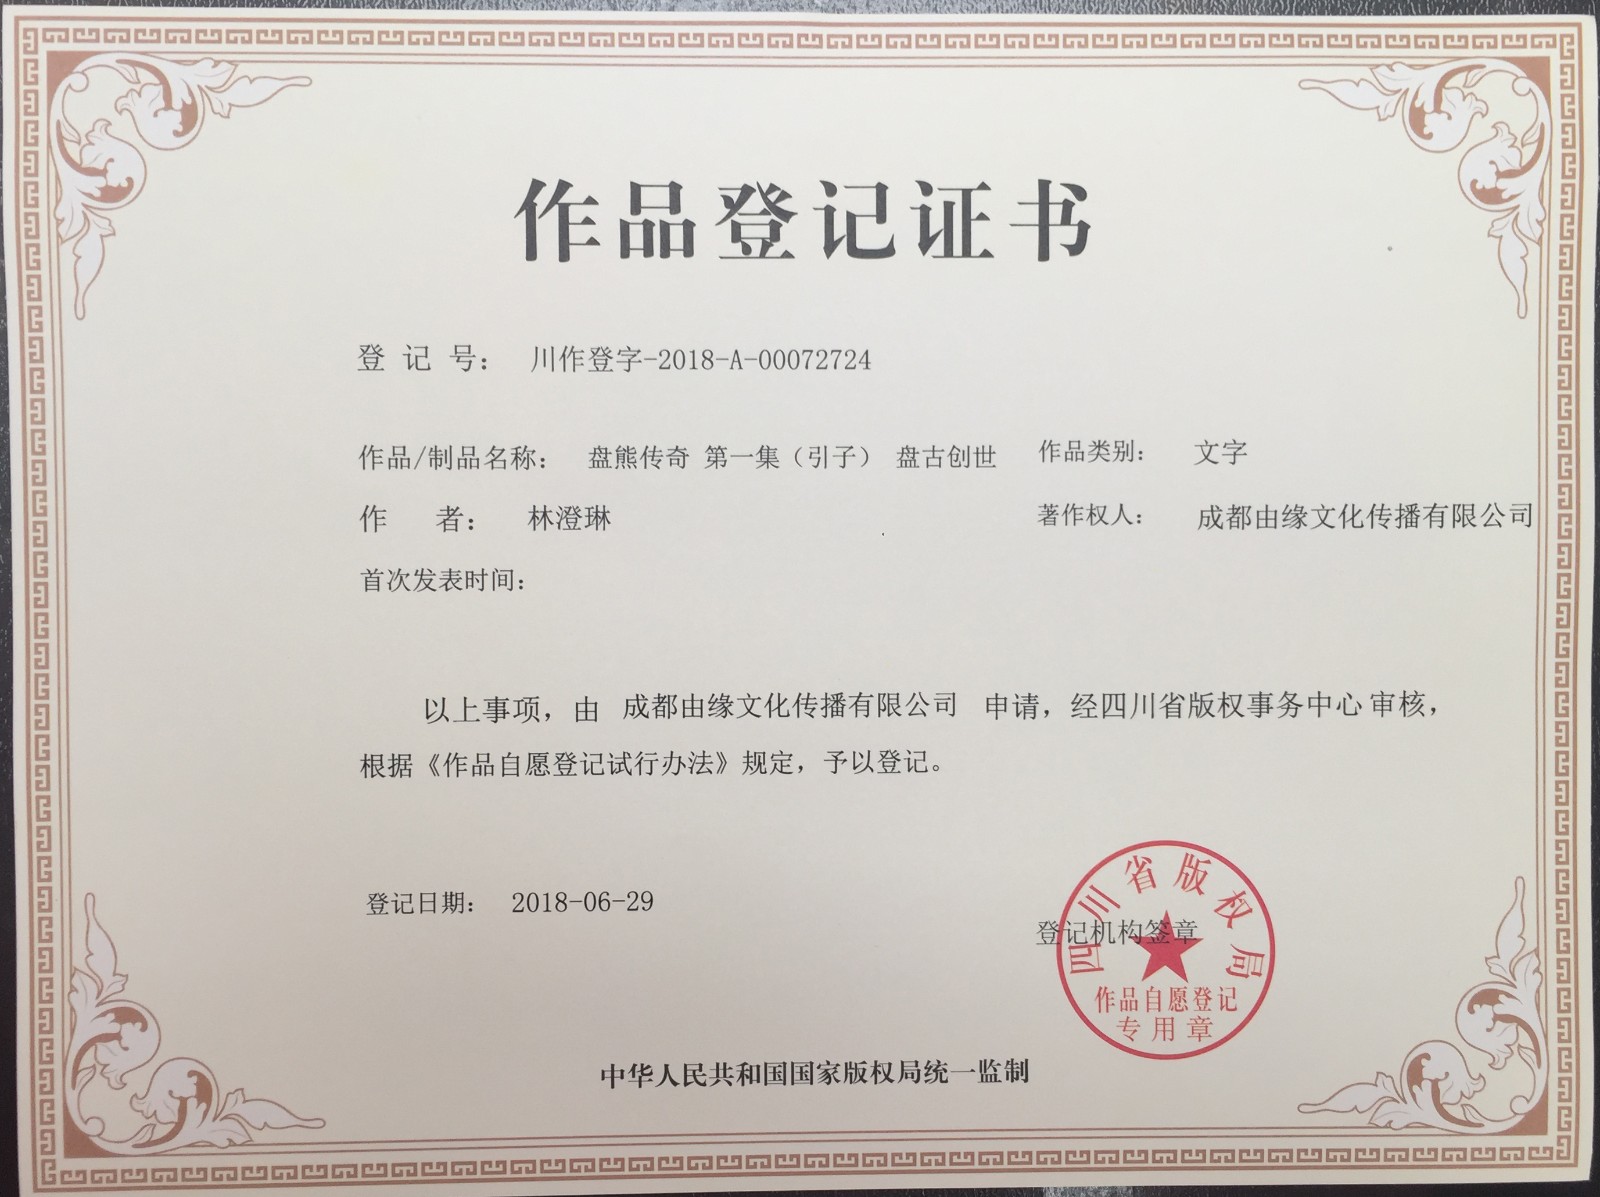 作品登记证书
登 记 号： 川作登字-2018-A-00072724
作品/制品名称： 盘熊传奇 第一集（引子） 盘古创世 作品类别： 文字
作 者： 林澄琳 著作权人： 成都由缘文化传播有限公司
首次发表时间：
以上事项，由 成都由缘文化传播有限公司 申请，经四川省版权事务中心审核，
根据《作品自愿登记试行办法》规定，予以登记。
登记日期： 2018-06-29
登记机构签章
四川省版权局
作品自愿登记
专用章
中华人民共和国国家版权局统一监制